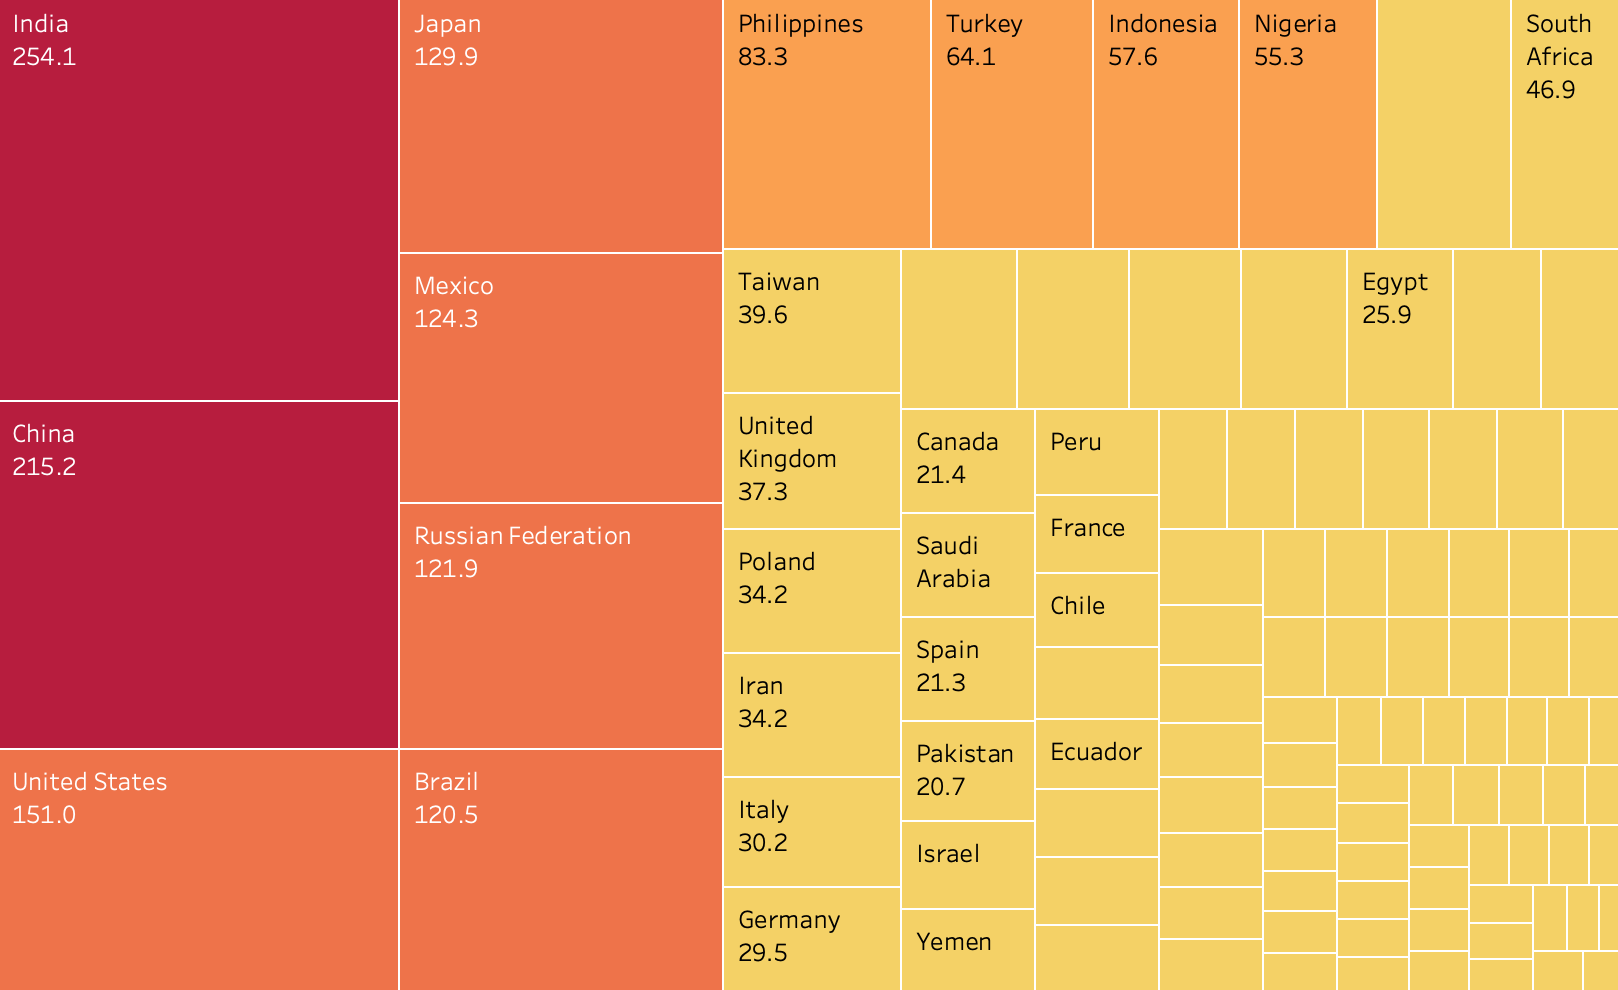 India
254.1
China
215.2
United States
151.0
Japan
129.9
Mexico
124.3
Russian Federation
121.9
Brazil
120.5
Philippines
83.3
Turkey
64.1
Indonesia
57.6
Nigeria
55.3
South
Africa
46.9
Taiwan
39.6
United
Kingdom
37.3
Poland
34.2
Iran
34.2
Italy
30.2
Germany
29.5
Egypt
25.9
Canada
21.4
Saudi
Arabia
Spain
21.3
Pakistan
20.7
Israel
Yemen
Peru
France
Chile
Ecuador